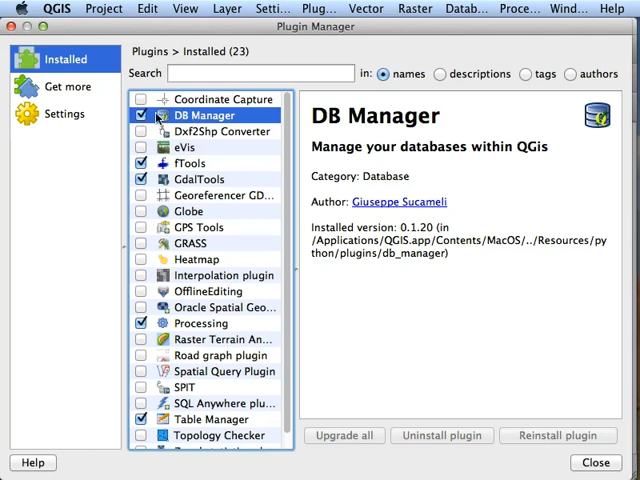 QGIS Project Edit View Layer Setti... Plug... Vector Raster Datab... Proce... Wind... Help
Plugin Manager
Installed
Get more
Settings
Plugins > Installed (23)
Search in: names descriptions tags authors
Coordinate Capture
DB Manager
Dxf2Shp Converter
eVis
fTools
GdalTools
Georeferencer GD...
Globe
GPS Tools
GRASS
Heatmap
Interpolation plugin
OfflineEditing
Oracle Spatial Geo...
Processing
Raster Terrain An...
Road graph plugin
Spatial Query Plugin
SPIT
SQL Anywhere plu...
Table Manager
Topology Checker
DB Manager
Manage your databases within QGis
Category: Database
Author: Giuseppe Sucameli
Installed version: 0.1.20 (in
/Applications/QGIS.app/Contents/MacOS/../Resources/py
thon/plugins/db_manager)
Upgrade all Uninstall plugin Reinstall plugin
Help Close